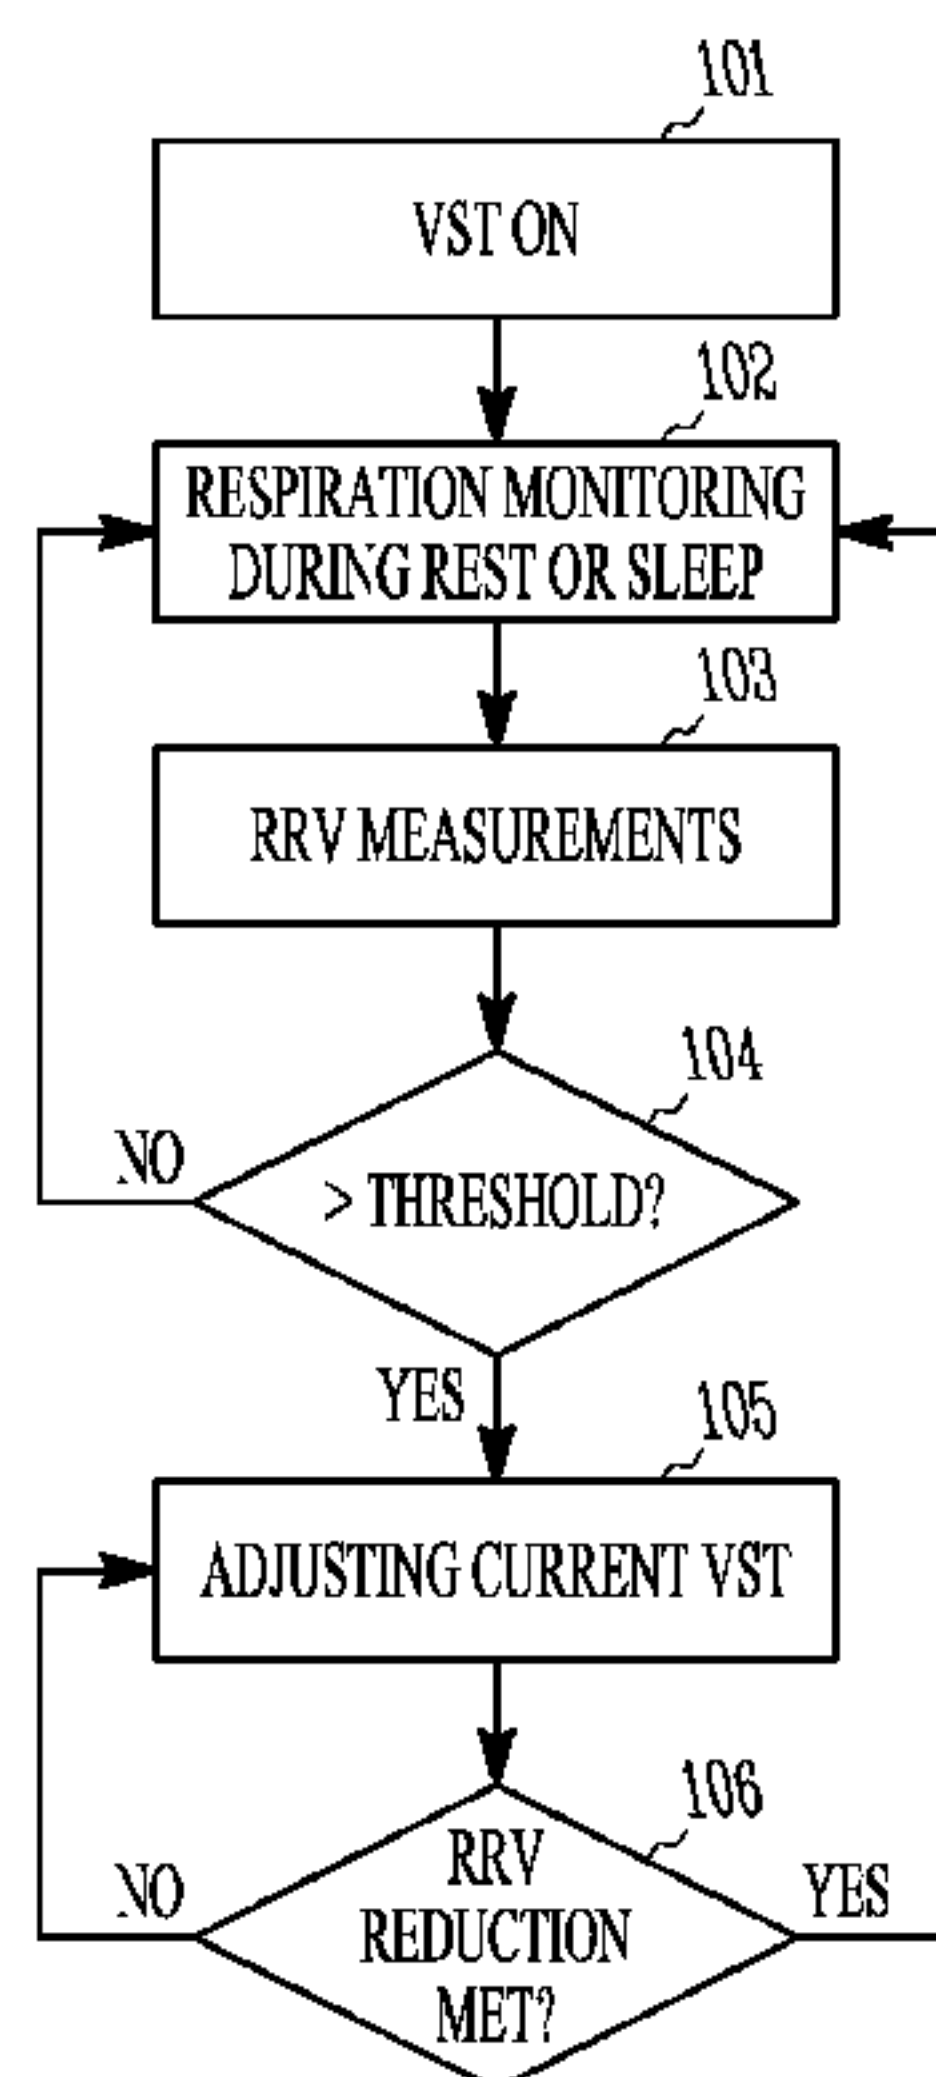 101
VST ON
102
RESPIRATION MONITORING
DURING REST OR SLEEP
103
RRV MEASUREMENTS
104
NO
> THRESHOLD?
YES
105
ADJUSTING CURRENT VST
106
NO
RRV
REDUCTION
MET?
YES